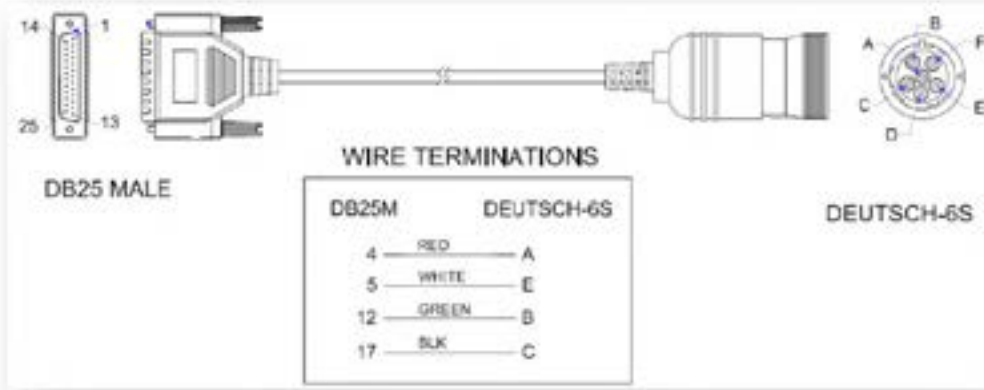 14 1
25 13
DB25 MALE
A B F
C D E
DEUTSCH-6S
WIRE TERMINATIONS
DB25M DEUTSCH-6S
4 RED A
5 WHITE E
12 GREEN B
17 BLK C